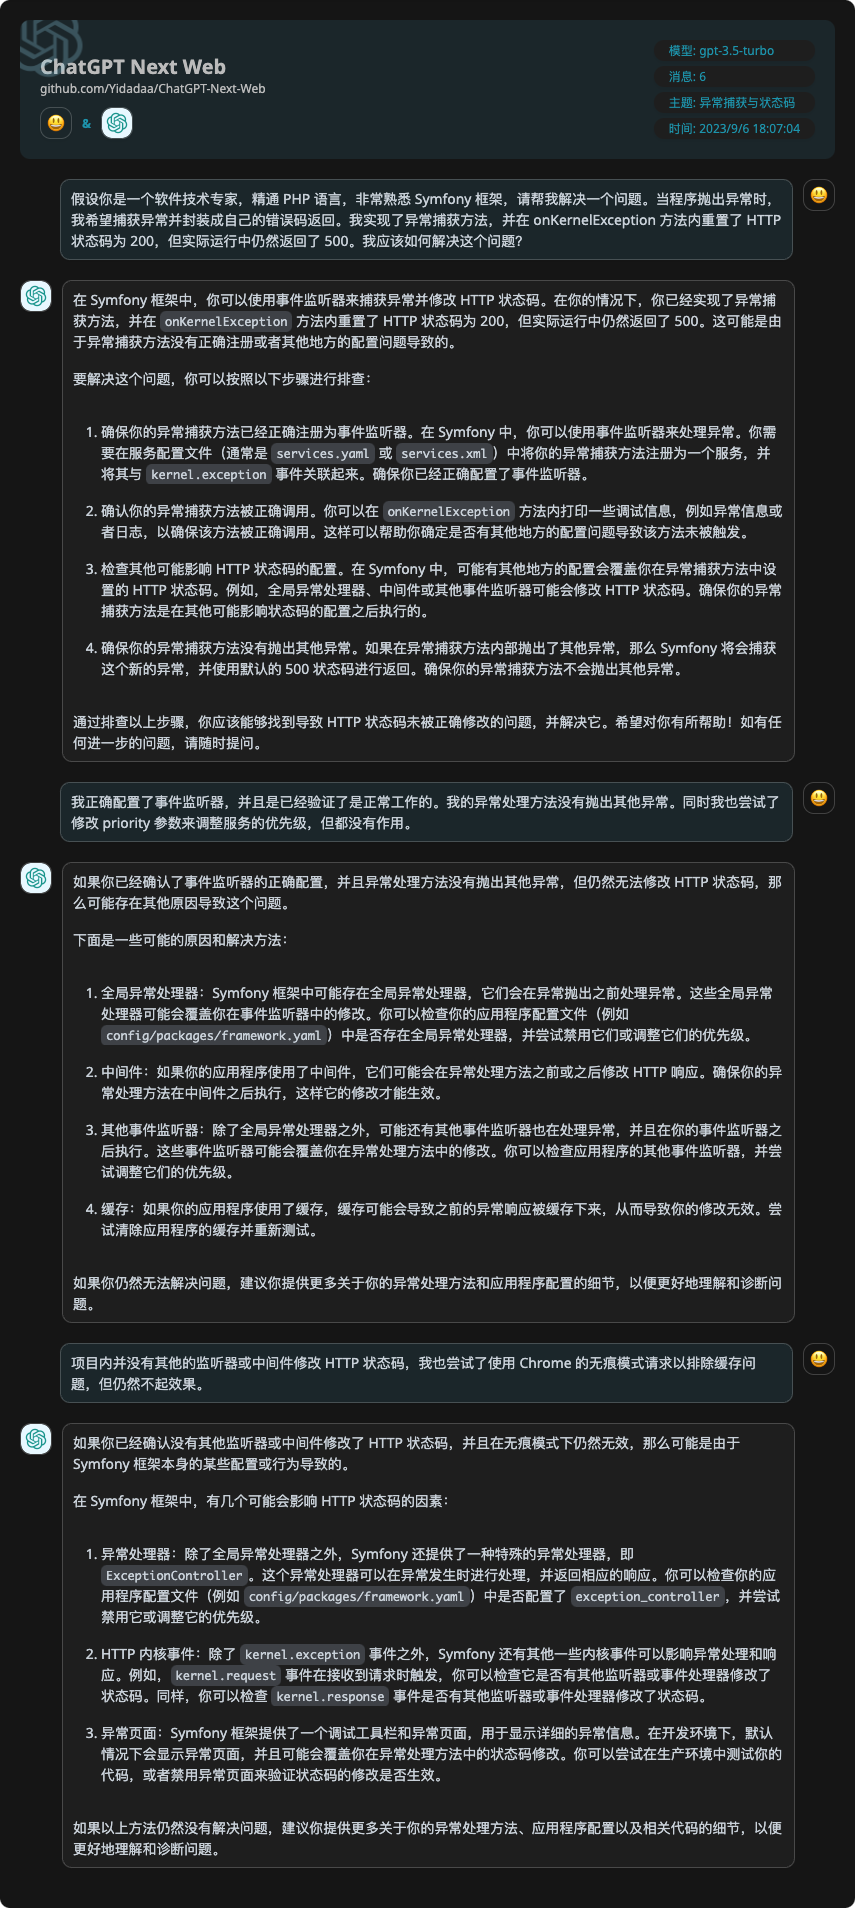 ChatGPT Next Web
github.com/Yidadaa/ChatGPT-Next-Web
&
模型: gpt-3.5-turbo
消息: 6
主题: 异常捕获与状态码
时间: 2023/9/6 18:07:04
假设你是一个软件技术专家，精通 PHP 语言，非常熟悉 Symfony 框架，请帮我解决一个问题。当程序抛出异常时，
我希望捕获异常并封装成自己的错误码返回。我实现了异常捕获方法，并在 onKernelException 方法内重置了 HTTP
状态码为 200，但实际运行中仍然返回了 500。我应该如何解决这个问题？
在 Symfony 框架中，你可以使用事件监听器来捕获异常并修改 HTTP 状态码。在你的情况下，你已经实现了异常捕
获方法，并在 onKernelException 方法内重置了 HTTP 状态码为 200，但实际运行中仍然返回了 500。这可能是由
于异常捕获方法没有正确注册或者其他地方的配置问题导致的。
要解决这个问题，你可以按照以下步骤进行排查：
1. 确保你的异常捕获方法已经正确注册为事件监听器。在 Symfony 中，你可以使用事件监听器来处理异常。你需
要在服务配置文件（通常是 services.yaml 或 services.xml）中将你的异常捕获方法注册为一个服务，并
将其与 kernel.exception 事件关联起来。确保你已经正确配置了事件监听器。
2. 确认你的异常捕获方法被正确调用。你可以在 onKernelException 方法内打印一些调试信息，例如异常信息或
者日志，以确保该方法被正确调用。这样可以帮助你确定是否有其他地方的配置问题导致该方法未被触发。
3. 检查其他可能影响 HTTP 状态码的配置。在 Symfony 中，可能有其他地方的配置会覆盖你在异常捕获方法中设
置的 HTTP 状态码。例如，全局异常处理器、中间件或其他事件监听器可能会修改 HTTP 状态码。确保你的异常
捕获方法是在其他可能影响状态码的配置之后执行的。
4. 确保你的异常捕获方法没有抛出其他异常。如果在异常捕获方法内部抛出了其他异常，那么 Symfony 将会捕获
这个新的异常，并使用默认的 500 状态码进行返回。确保你的异常捕获方法不会抛出其他异常。
通过排查以上步骤，你应该能够找到导致 HTTP 状态码未被正确修改的问题，并解决它。希望对你有所帮助！如有任
何进一步的问题，请随时提问。
我正确配置了事件监听器，并且是已经验证了是正常工作的。我的异常处理方法没有抛出其他异常。同时我也尝试了
修改 priority 参数来调整服务的优先级，但都没有作用。
如果你已经确认了事件监听器的正确配置，并且异常处理方法没有抛出其他异常，但仍然无法修改 HTTP 状态码，那
么可能存在其他原因导致这个问题。
下面是一些可能的原因和解决方法：
1. 全局异常处理器：Symfony 框架中可能存在全局异常处理器，它们会在异常抛出之前处理异常。这些全局异常
处理器可能会覆盖你在事件监听器中的修改。你可以检查你的应用程序配置文件（例如
config/packages/framework.yaml）中是否存在全局异常处理器，并尝试禁用它们或调整它们的优先级。
2. 中间件：如果你的应用程序使用了中间件，它们可能会在异常处理方法之前或之后修改 HTTP 响应。确保你的异
常处理方法在中间件之后执行，这样它的修改才能生效。
3. 其他事件监听器：除了全局异常处理器之外，可能还有其他事件监听器也在处理异常，并且在你的事件监听器之
后执行。这些事件监听器可能会覆盖你在异常处理方法中的修改。你可以检查应用程序的其他事件监听器，并尝
试调整它们的优先级。
4. 缓存：如果你的应用程序使用了缓存，缓存可能会导致之前的异常响应被缓存下来，从而导致你的修改无效。尝
试清除应用程序的缓存并重新测试。
如果你仍然无法解决问题，建议你提供更多关于你的异常处理方法和应用程序配置的细节，以便更好地理解和诊断问
题。
项目内并没有其他的监听器或中间件修改 HTTP 状态码，我也尝试了使用 Chrome 的无痕模式请求以排除缓存问
题，但仍然不起效果。
如果你已经确认没有其他监听器或中间件修改了 HTTP 状态码，并且在无痕模式下仍然无效，那么可能是由于
Symfony 框架本身的某些配置或行为导致的。
在 Symfony 框架中，有几个可能会影响 HTTP 状态码的因素：
1. 异常处理器：除了全局异常处理器之外，Symfony 还提供了一种特殊的异常处理器，即
ExceptionController。这个异常处理器可以在异常发生时进行处理，并返回相应的响应。你可以检查你的应
用程序配置文件（例如 config/packages/framework.yaml）中是否配置了 exception_controller，并尝试
禁用它或调整它的优先级。
2. HTTP 内核事件：除了 kernel.exception 事件之外，Symfony 还有其他一些内核事件可以影响异常处理和响
应。例如，kernel.request 事件在接收到请求时触发，你可以检查它是否有其他监听器或事件处理器修改了
状态码。同样，你可以检查 kernel.response 事件是否有其他监听器或事件处理器修改了状态码。
3. 异常页面：Symfony 框架提供了一个调试工具栏和异常页面，用于显示详细的异常信息。在开发环境下，默认
情况下会显示异常页面，并且可能会覆盖你在异常处理方法中的状态码修改。你可以尝试在生产环境中测试你的
代码，或者禁用异常页面来验证状态码的修改是否生效。
如果以上方法仍然没有解决问题，建议你提供更多关于你的异常处理方法、应用程序配置以及相关代码的细节，以便
更好地理解和诊断问题。